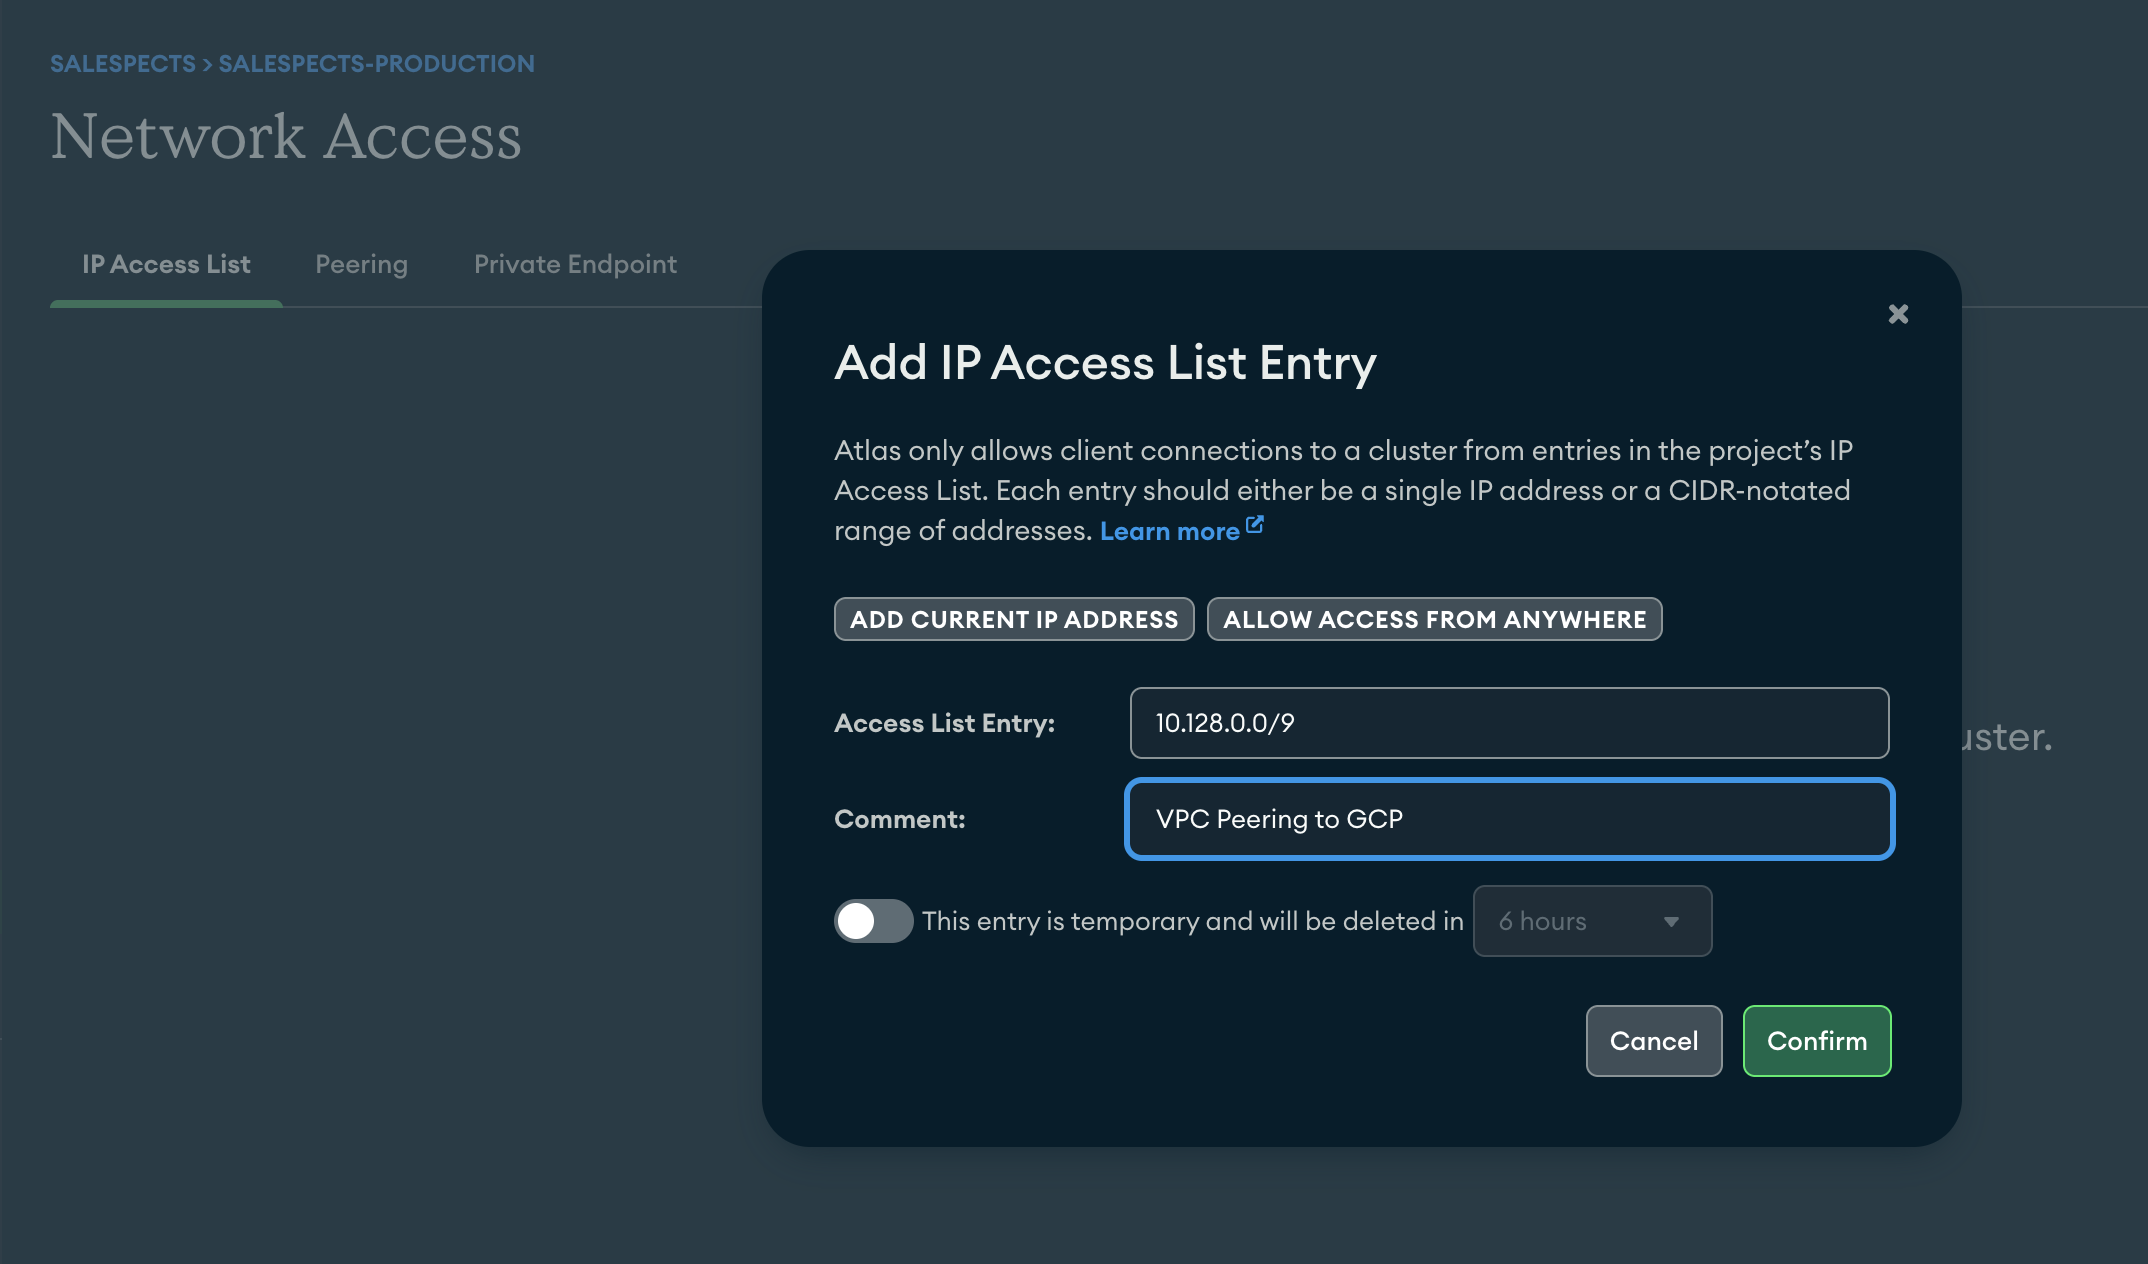 SALESPECTS > SALESPECTS-PRODUCTION
Network Access
IP Access List Peering Private Endpoint
Add IP Access List Entry
Atlas only allows client connections to a cluster from entries in the project’s IP
Access List. Each entry should either be a single IP address or a CIDR-notated
range of addresses. Learn more
ADD CURRENT IP ADDRESS ALLOW ACCESS FROM ANYWHERE
Access List Entry: 10.128.0.0/9
Comment: VPC Peering to GCP
This entry is temporary and will be deleted in 6 hours
Cancel Confirm